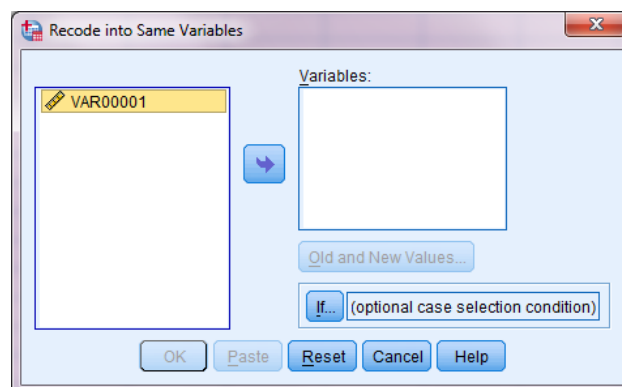 Recode into Same Variables
VAR00001
Variables:
Old and New Values...
If... (optional case selection condition)
OK Paste Reset Cancel Help